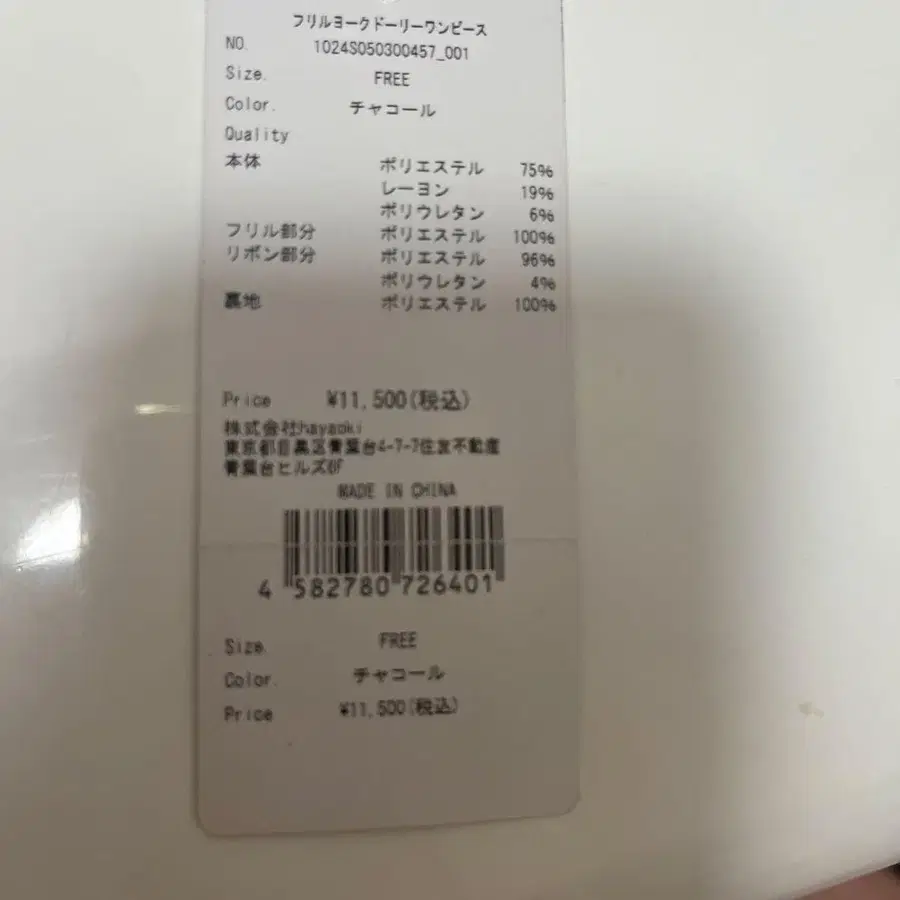 フリルヨークドーリーワンピース
NO. 1024S050300457_001
Size. FREE
Color. チャコール
Quality
本体 ポリエステル 75%
レーヨン 19%
ポリウレタン 6%
フリル部分 ポリエステル 100%
リボン部分 ポリエステル 96%
ポリウレタン 4%
裏地 ポリエステル 100%
Price ¥11,500(税込)
株式会社hayaoki
東京都目黒区青葉台4-7-7住友不動産
青葉台ヒルズ8F
MADE IN CHINA
4 582780 726401
Size. FREE
Color. チャコール
Price ¥11,500(税込)